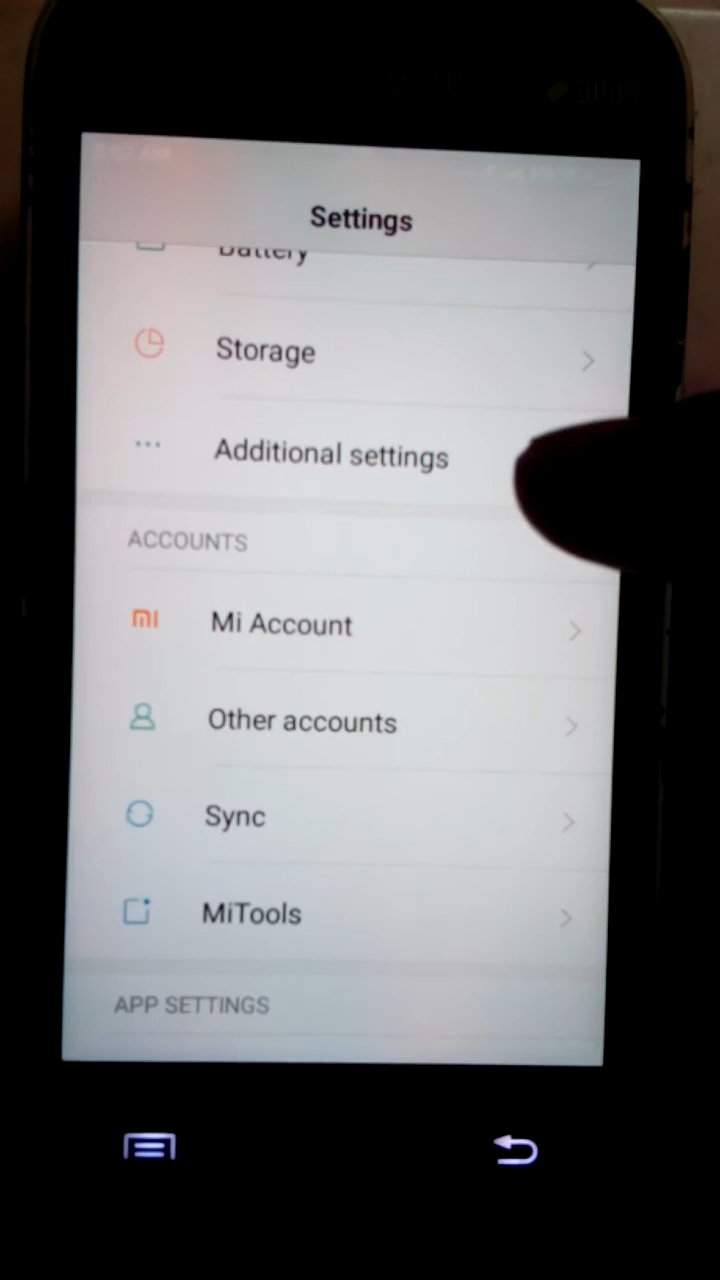 Settings
Battery
Storage
Additional settings
ACCOUNTS
Mi Account
Other accounts
Sync
MiTools
APP SETTINGS